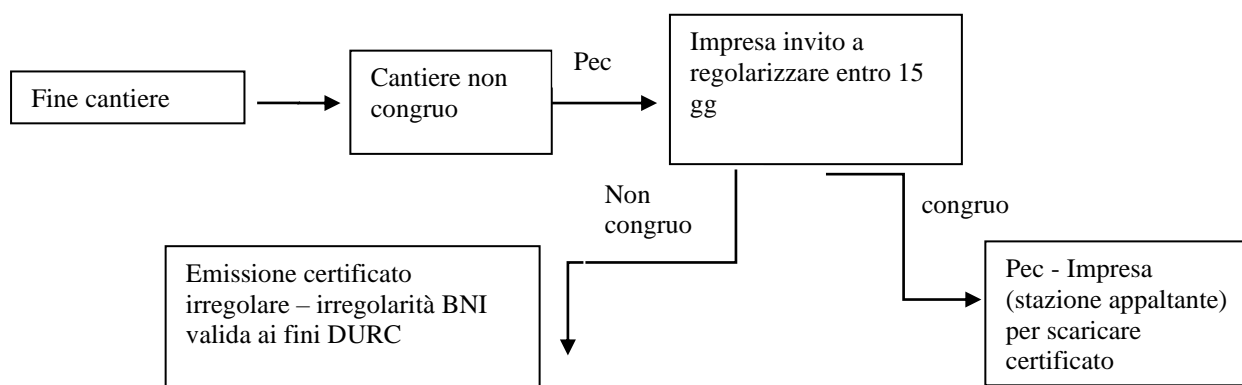 Fine cantiere
Cantiere non
congruo
Pec
Impresa invito a
regolarizzare entro 15
gg
Non
congruo
congruo
Emissione certificato
irregolare – irregolarità BNI
valida ai fini DURC
Pec - Impresa
(stazione appaltante)
per scaricare
certificato